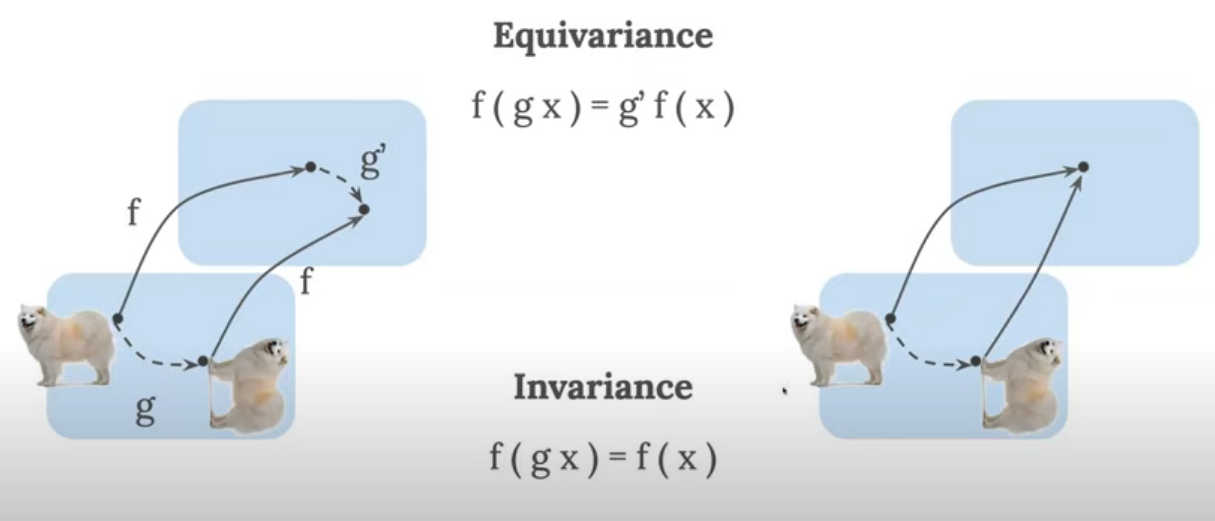 Equivariance
f ( g x ) = g’ f ( x )
g’
f
f
g
Invariance
f ( g x ) = f ( x )